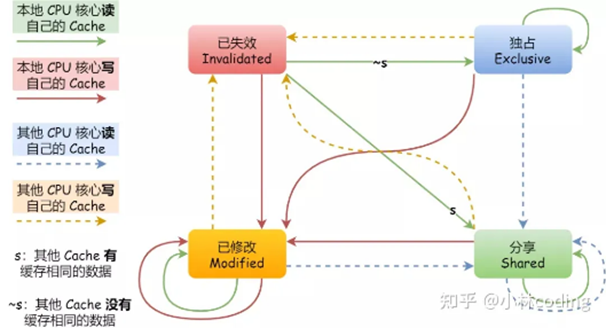 本地 CPU 核心读
自己的 Cache
本地 CPU 核心写
自己的 Cache
其他 CPU 核心读
自己的 Cache
其他 CPU 核心写
自己的 Cache
s：其他 Cache 有
缓存相同的数据
~s：其他 Cache 没有
缓存相同的数据
已失效
Invalidated
~s
独占
Exclusive
s
已修改
Modified
分享
Shared
知乎 @小林coding